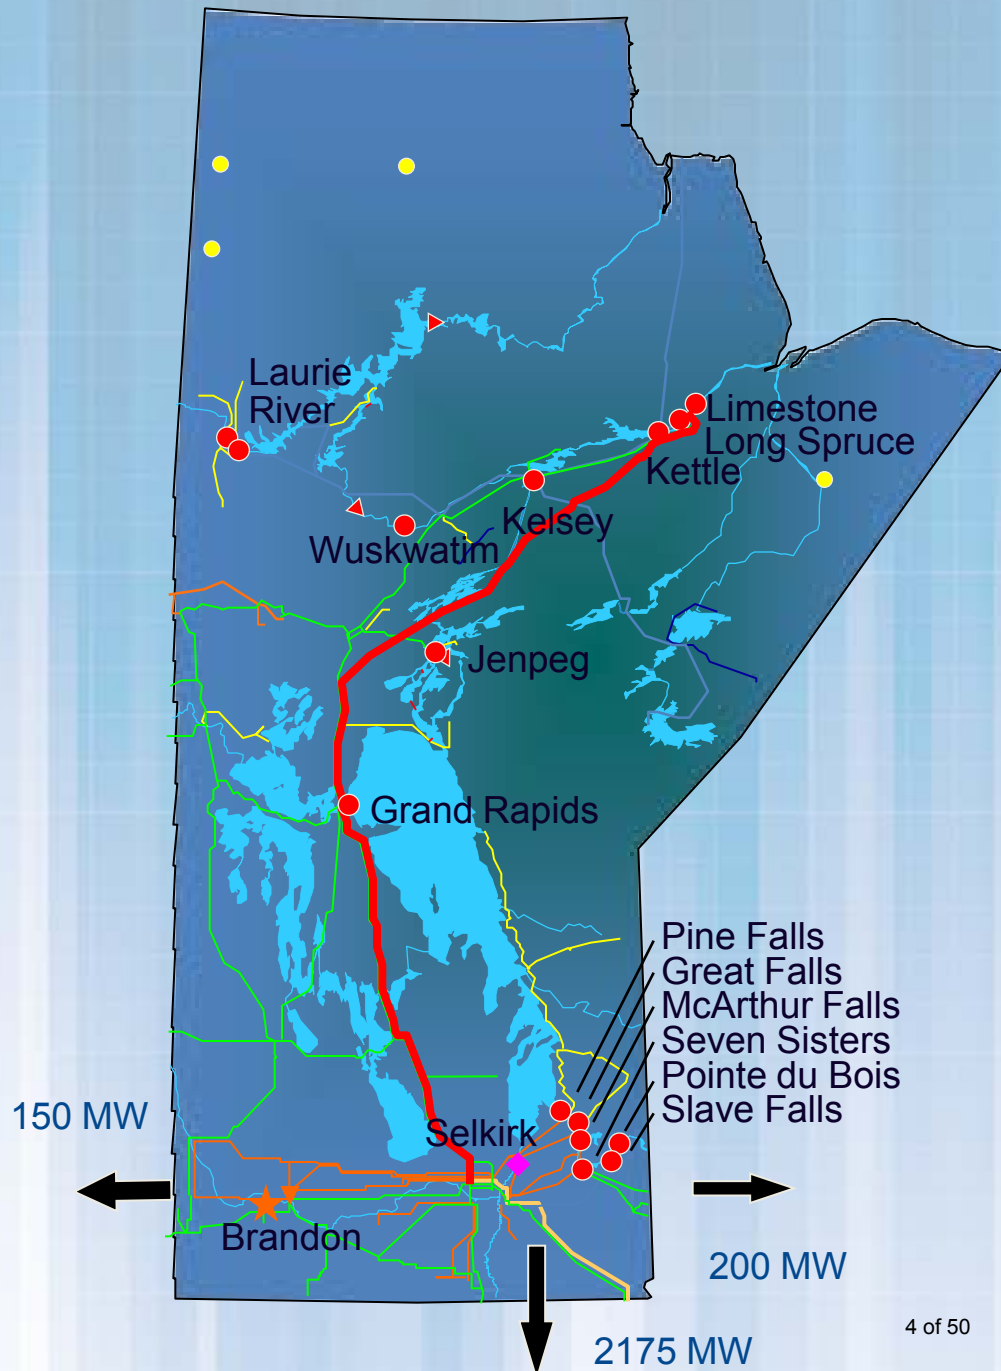 Laurie
River
Limestone
Long Spruce
Kettle
Kelsey
Wuskwatim
Jenpeg
Grand Rapids
Pine Falls
Great Falls
McArthur Falls
Seven Sisters
Pointe du Bois
Slave Falls
150 MW
Selkirk
Brandon
200 MW
4 of 50
2175 MW